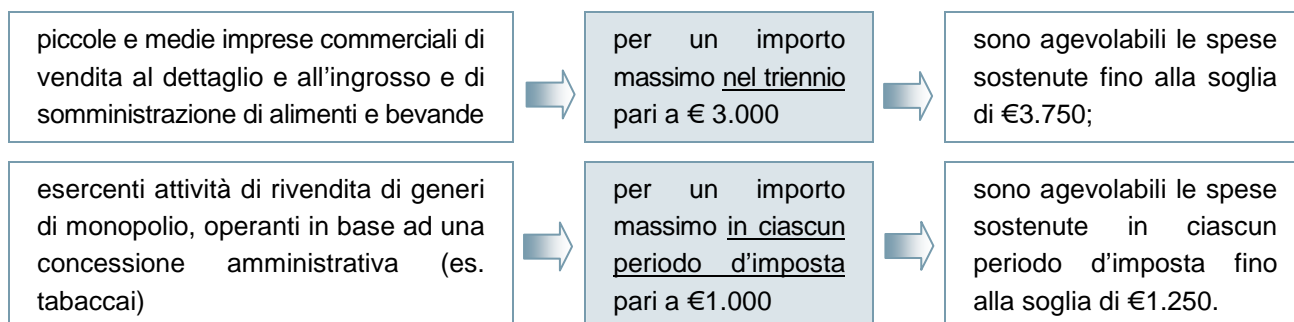 piccole e medie imprese commerciali di
vendita al dettaglio e all'ingrosso e di
somministrazione di alimenti e bevande
per un importo
massimo nel triennio
pari a € 3.000
sono agevolabili le spese
sostenute fino alla soglia
di €3.750;
esercenti attività di rivendita di generi
di monopolio, operanti in base ad una
concessione amministrativa (es.
tabaccai)
per un importo
massimo in ciascun
periodo d'imposta
pari a €1.000
sono agevolabili le spese
sostenute in ciascun
periodo d'imposta fino
alla soglia di €1.250.